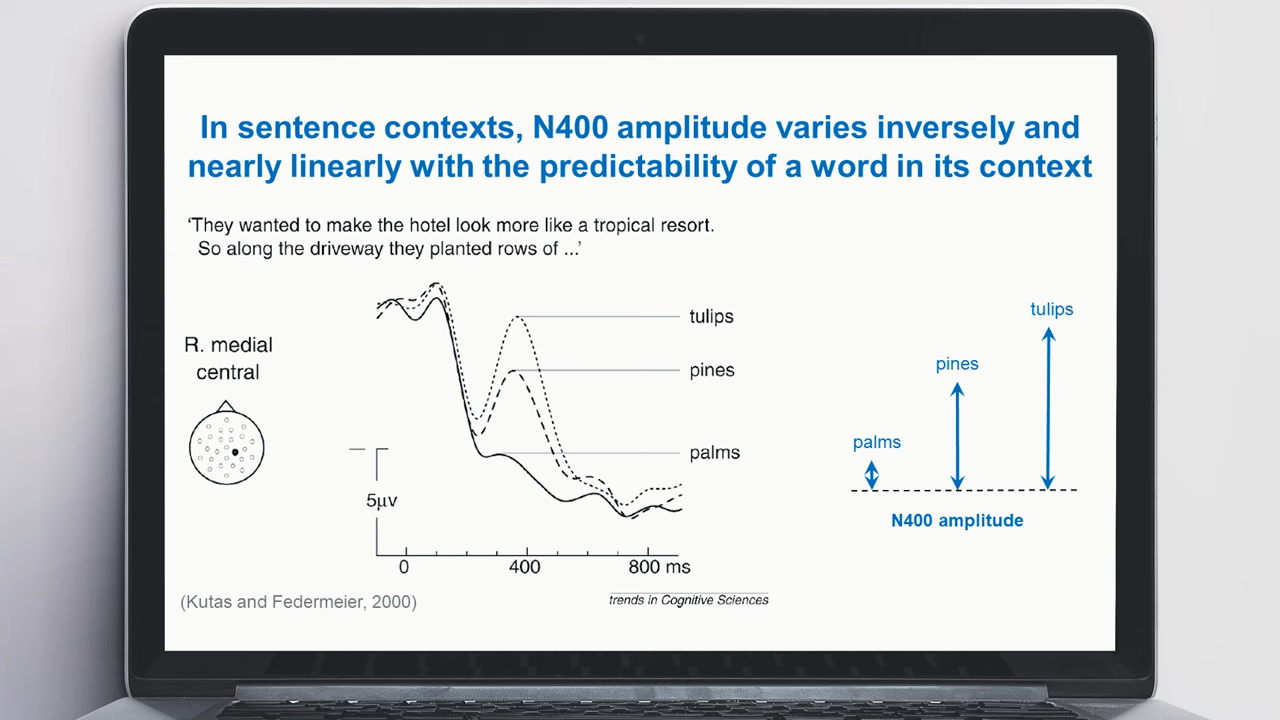 In sentence contexts, N400 amplitude varies inversely and
nearly linearly with the predictability of a word in its context
‘They wanted to make the hotel look more like a tropical resort.
So along the driveway they planted rows of ...’
R. medial
central
tulips
pines
palms
5μv
0 400 800 ms
tulips
pines
palms
N400 amplitude
(Kutas and Federmeier, 2000)
trends in Cognitive Sciences